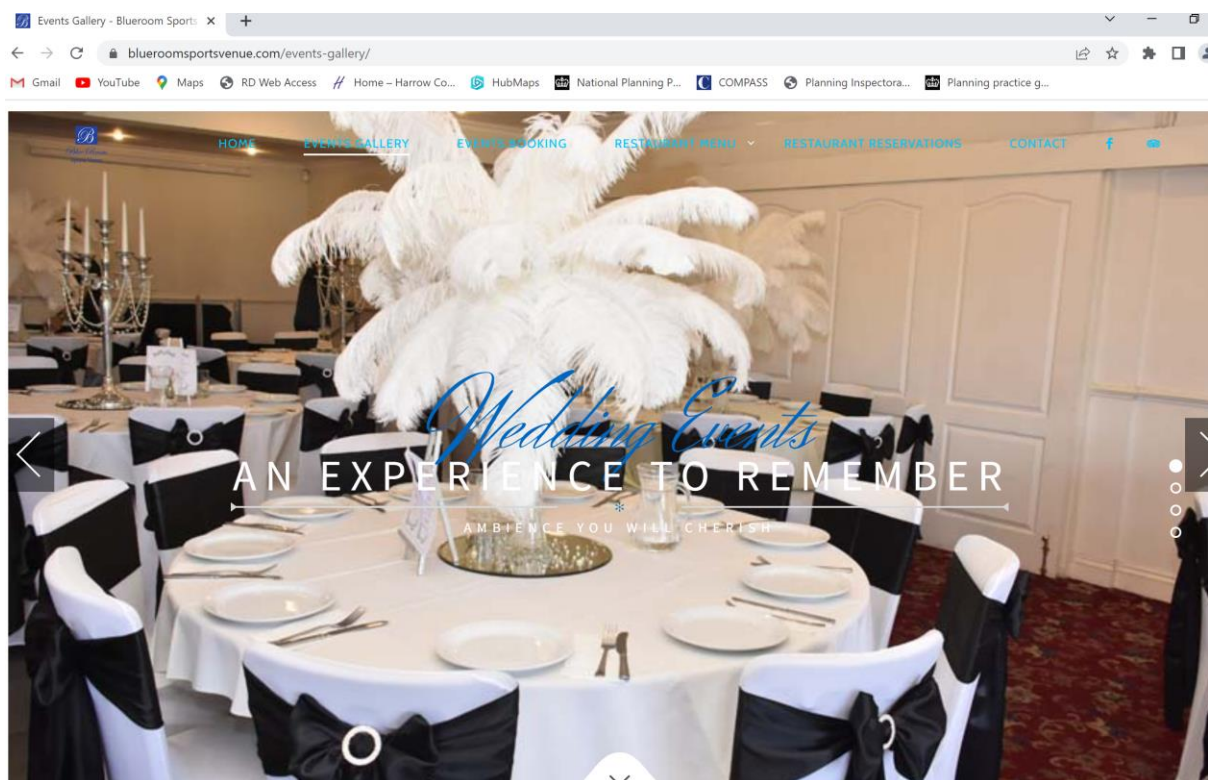 Events Gallery - Blueroom Sports
blueroomsportsvenue.com/events-gallery/
Gmail YouTube Maps RD Web Access Home – Harrow Co... HubMaps National Planning P... COMPASS Planning Inspectora... Planning practice g...
HOME EVENTS GALLERY EVENTS BOOKING RESTAURANT MENU RESTAURANT RESERVATIONS CONTACT
Wedding Events
AN EXPERIENCE TO REMEMBER
AMBIENCE YOU WILL CHERISH